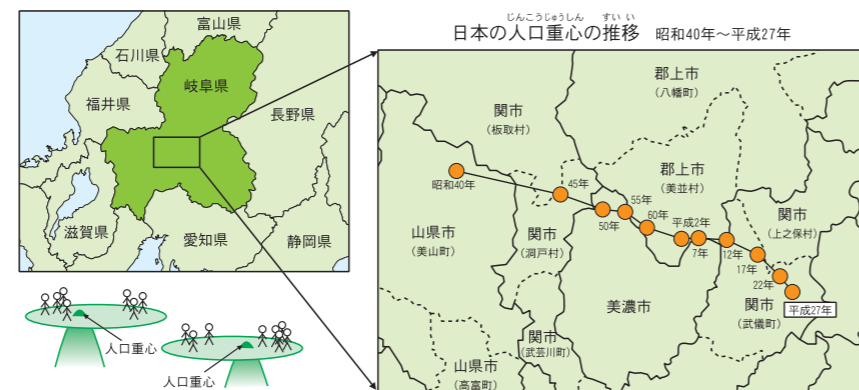 じんこうじゅうしん すいい
日本の人口重心の推移 昭和40年～平成27年
富山県
石川県
岐阜県
福井県
長野県
滋賀県
愛知県
静岡県
人口重心
人口重心
郡上市
(八幡町)
関市
(板取村)
昭和40年
45年
郡上市
(美並村)
50年
55年
60年
平成2年
7年
12年
17年
22年
平成27年
関市
(上之保村)
山県市
(美山町)
関市
(洞戸村)
美濃市
関市
(武儀町)
関市
(武芸川町)
山県市
(高富町)